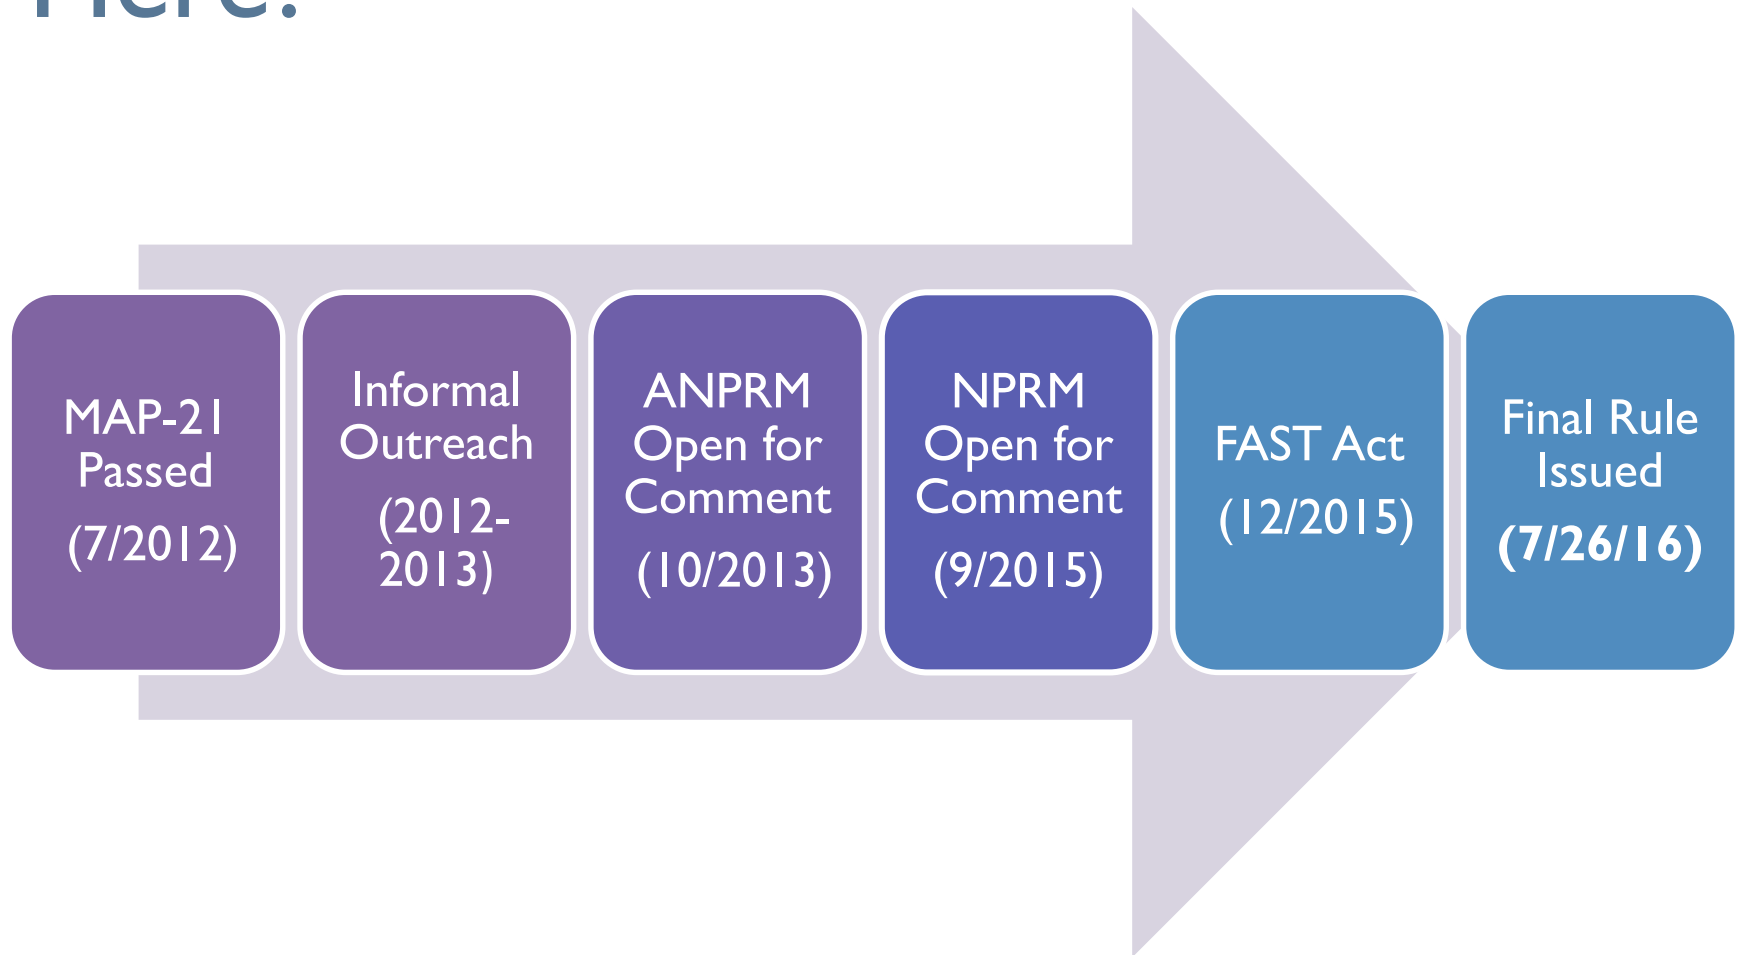 Here?
MAP-21
Passed
(7/2012)
Informal
Outreach
(2012-
2013)
ANPRM
Open for
Comment
(10/2013)
NPRM
Open for
Comment
(9/2015)
FAST Act
(12/2015)
Final Rule
Issued
(7/26/16)